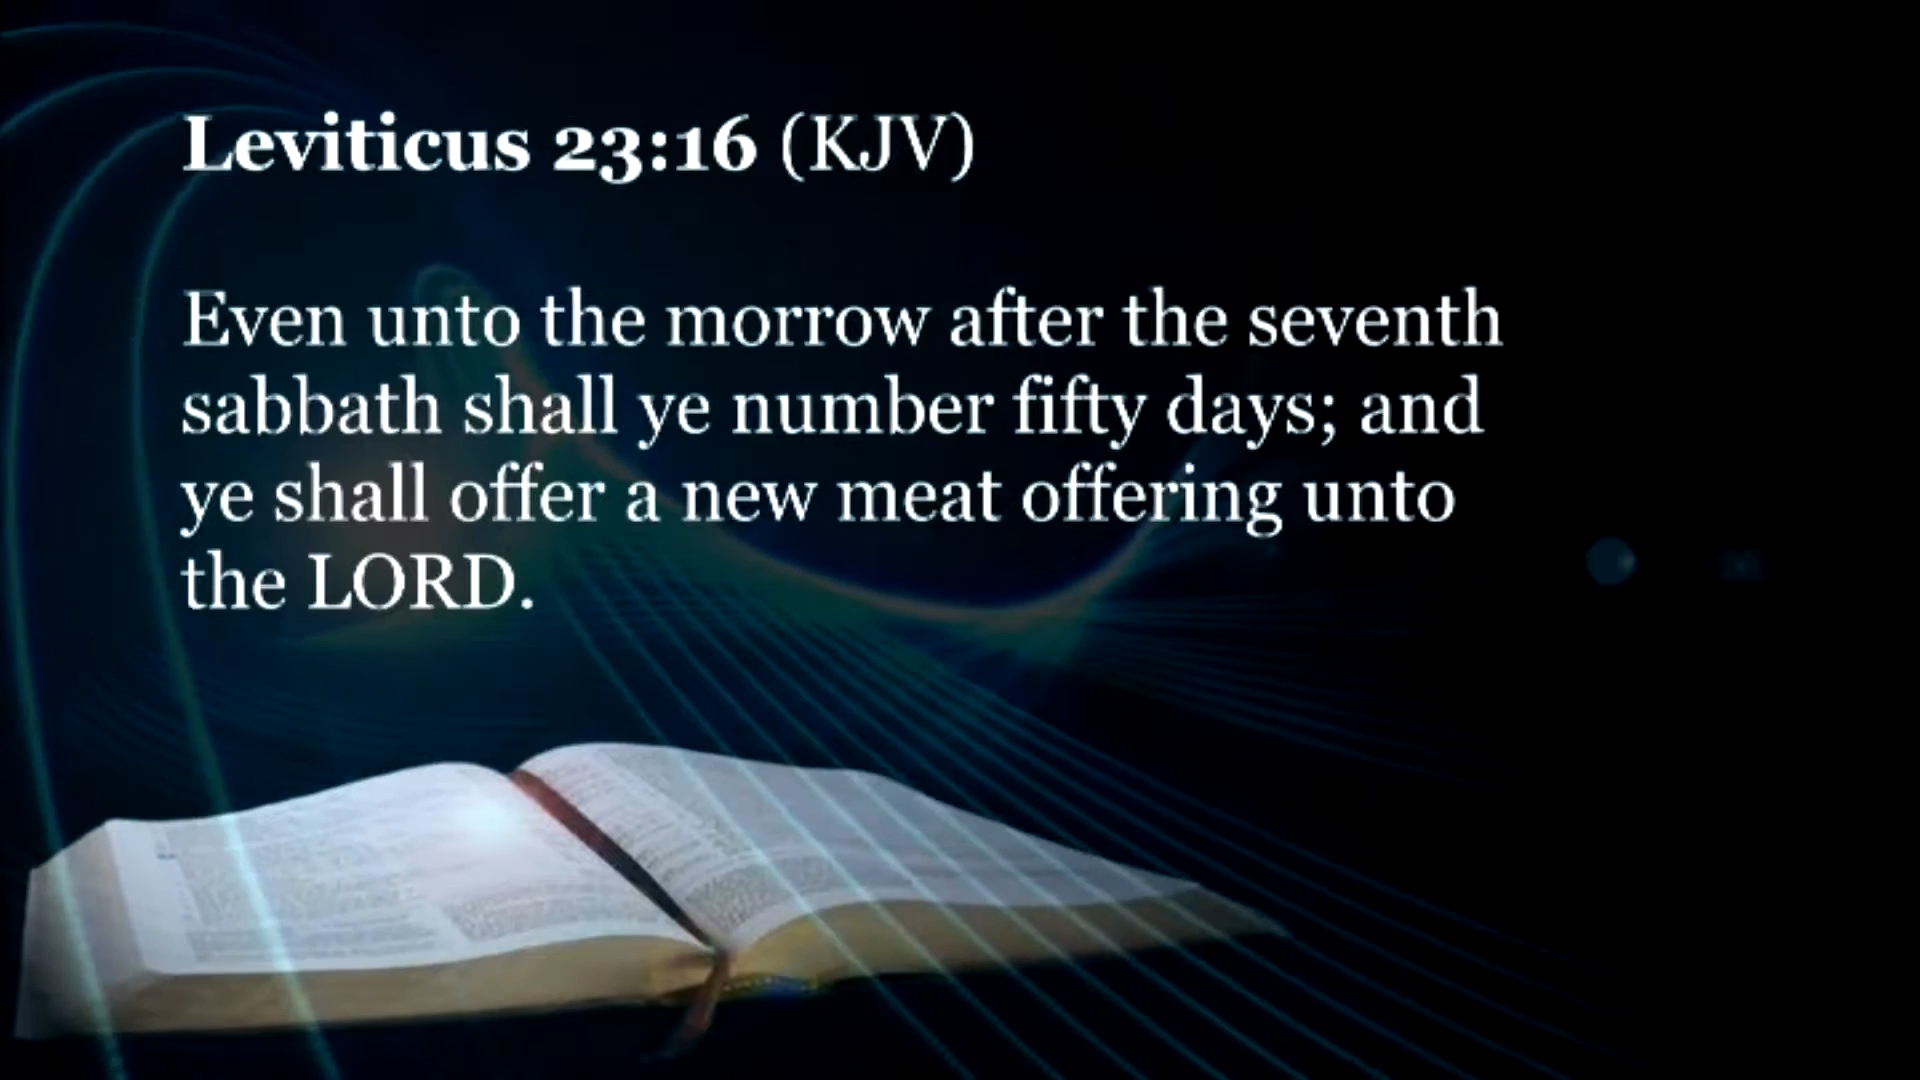 Leviticus 23:16 (KJV)
Even unto the morrow after the seventh
sabbath shall ye number fifty days; and
ye shall offer a new meat offering unto
the LORD.